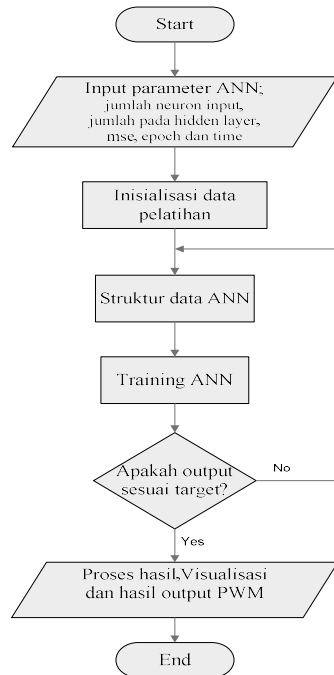 Start
Input parameter ANN;
jumlah neuron input,
jumlah pada hidden layer,
mse, epoch dan time
Inisialisasi data
pelatihan
Struktur data ANN
Training ANN
Apakah output
sesuai target?
No
Yes
Proses hasil,Visualisasi
dan hasil output PWM
End